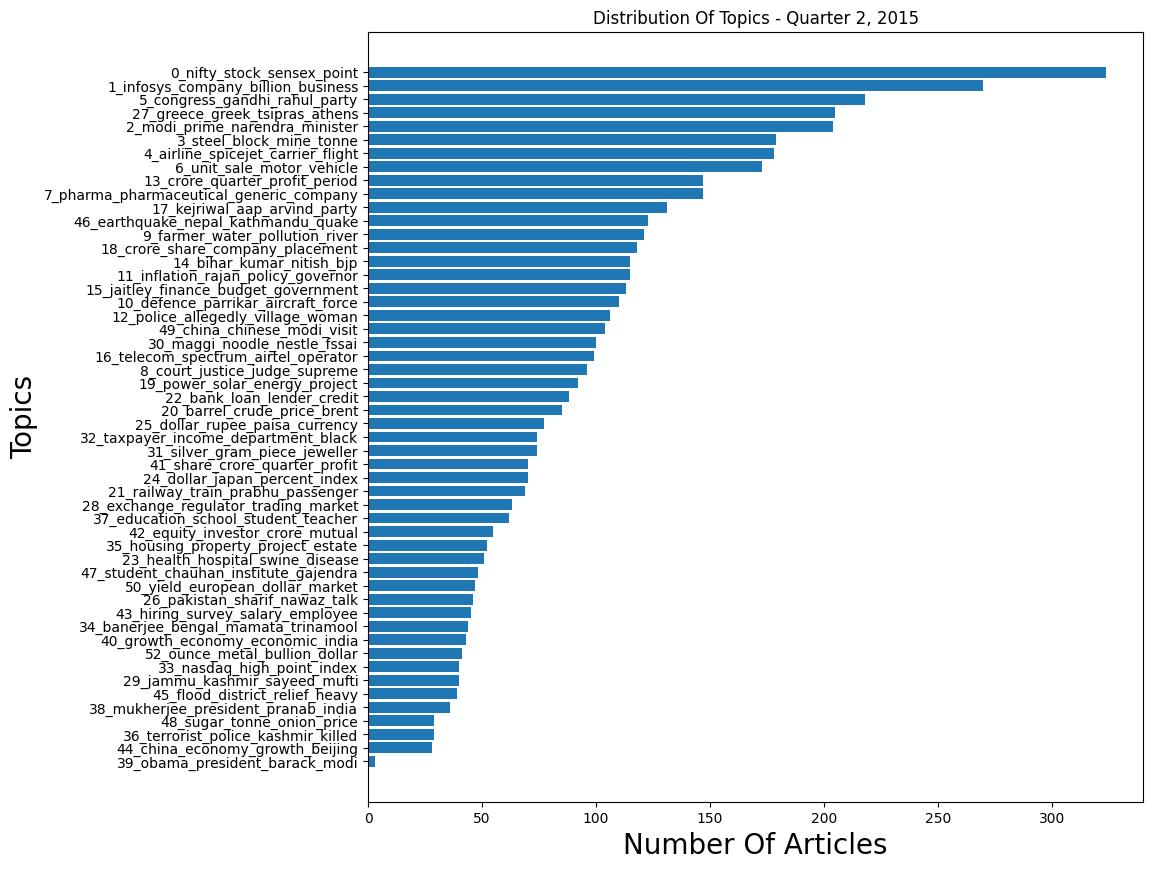 Distribution Of Topics - Quarter 2, 2015
0_nifty_stock_sensex_point
1_infosys_company_billion_business
5_congress_gandhi_rahul_party
27_greece_greek_tsipras_athens
2_modi_prime_narendra_minister
3_steel_block_mine_tonne
4_airline_spicejet_carrier_flight
6_unit_sale_motor_vehicle
13_crore_quarter_profit_period
7_pharma_pharmaceutical_generic_company
17_kejriwal_aap_arvind_party
46_earthquake_nepal_kathmandu_quake
9_farmer_water_pollution_river
18_crore_share_company_placement
14_bihar_kumar_nitish_bjp
11_inflation_rajan_policy_governor
15_jaitley_finance_budget_government
10_defence_parrikar_aircraft_force
12_police_allegedly_village_woman
49_china_chinese_modi_visit
30_maggi_noodle_nestle_fssai
16_telecom_spectrum_airtel_operator
8_court_justice_judge_supreme
19_power_solar_energy_project
22_bank_loan_lender_credit
20_barrel_crude_price_brent
25_dollar_rupee_paisa_currency
32_taxpayer_income_department_black
31_silver_gram_piece_jeweller
41_share_crore_quarter_profit
24_dollar_japan_percent_index
21_railway_train_prabhu_passenger
28_exchange_regulator_trading_market
37_education_school_student_teacher
42_equity_investor_crore_mutual
35_housing_property_project_estate
23_health_hospital_swine_disease
47_student_chauhan_institute_gajendra
50_yield_european_dollar_market
26_pakistan_sharif_nawaz_talk
43_hiring_survey_salary_employee
34_banerjee_bengal_mamata_trinamool
40_growth_economy_economic_india
52_ounce_metal_bullion_dollar
33_nasdaq_high_point_index
29_jammu_kashmir_sayeed_mufti
45_flood_district_relief_heavy
38_mukherjee_president_pranab_india
48_sugar_tonne_onion_price
36_terrorist_police_kashmir_killed
44_china_economy_growth_beijing
39_obama_president_barack_modi
Topics
0 50 100 150 200 250 300
Number Of Articles